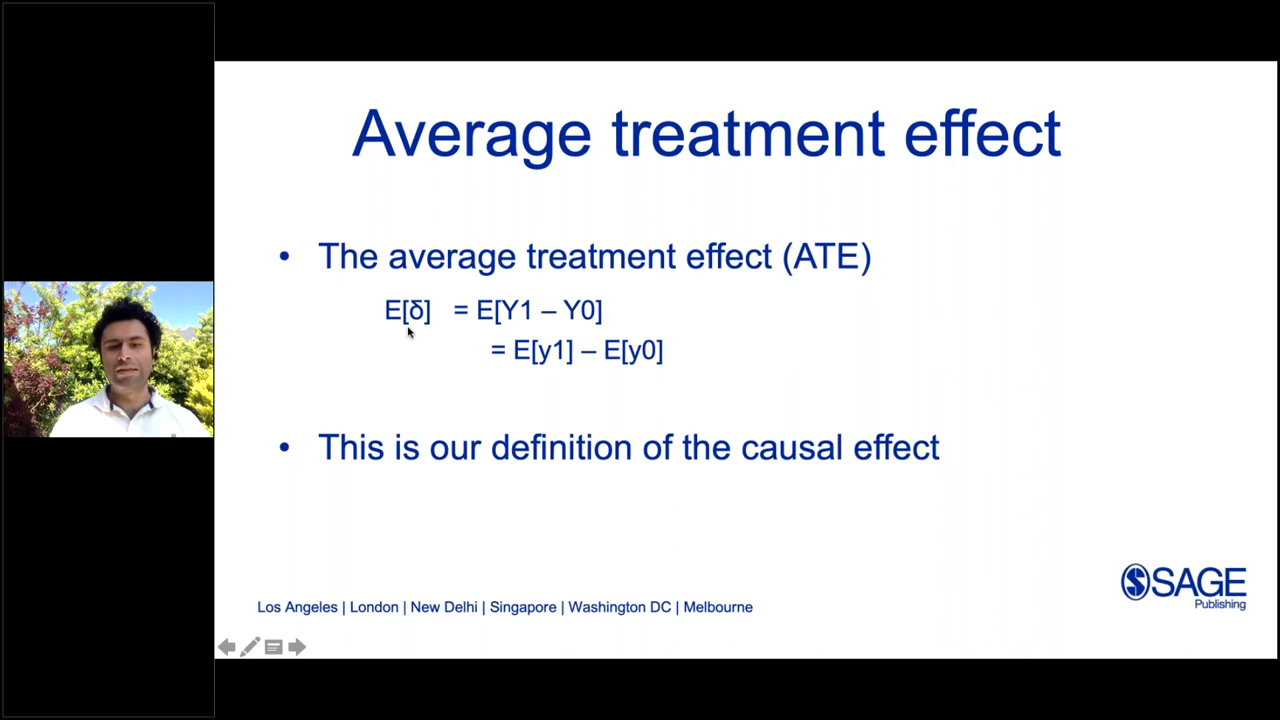 Average treatment effect
• The average treatment effect (ATE)
E[δ] = E[Y1 – Y0]
= E[y1] – E[y0]
• This is our definition of the causal effect
SAGE
Publishing
Los Angeles | London | New Delhi | Singapore | Washington DC | Melbourne